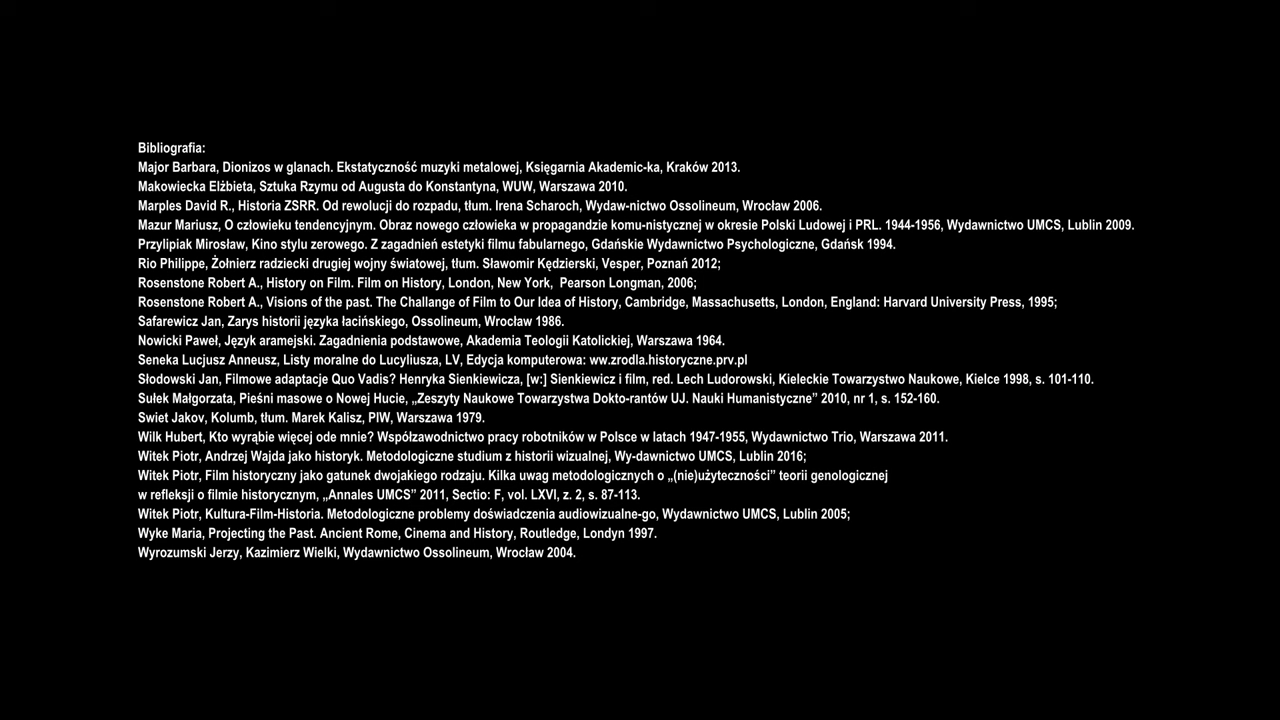 Bibliografia:
Major Barbara, Dionizos w glanach. Ekstatyczność muzyki metalowej, Księgarnia Akademic-ka, Kraków 2013.
Makowiecka Elżbieta, Sztuka Rzymu od Augusta do Konstantyna, WUW, Warszawa 2010.
Marples David R., Historia ZSRR. Od rewolucji do rozpadu, tłum. Irena Scharoch, Wydaw-nictwo Ossolineum, Wrocław 2006.
Mazur Mariusz, O człowieku tendencyjnym. Obraz nowego człowieka w propagandzie komu-nistycznej w okresie Polski Ludowej i PRL. 1944-1956, Wydawnictwo UMCS, Lublin 2009.
Przylipiak Mirosław, Kino stylu zerowego. Z zagadnień estetyki filmu fabularnego, Gdańskie Wydawnictwo Psychologiczne, Gdańsk 1994.
Rio Philippe, Żołnierz radziecki drugiej wojny światowej, tłum. Sławomir Kędzierski, Vesper, Poznań 2012;
Rosenstone Robert A., History on Film. Film on History, London, New York,  Pearson Longman, 2006;
Rosenstone Robert A., Visions of the past. The Challange of Film to Our Idea of History, Cambridge, Massachusetts, London, England: Harvard University Press, 1995;
Safarewicz Jan, Zarys historii języka łacińskiego, Ossolineum, Wrocław 1986.
Nowicki Paweł, Język aramejski. Zagadnienia podstawowe, Akademia Teologii Katolickiej, Warszawa 1964.
Seneka Lucjusz Anneusz, Listy moralne do Lucyliusza, LV, Edycja komputerowa: ww.zrodla.historyczne.prv.pl
Słodowski Jan, Filmowe adaptacje Quo Vadis? Henryka Sienkiewicza, [w:] Sienkiewicz i film, red. Lech Ludorowski, Kieleckie Towarzystwo Naukowe, Kielce 1998, s. 101-110.
Sułek Małgorzata, Pieśni masowe o Nowej Hucie, „Zeszyty Naukowe Towarzystwa Dokto-rantów UJ. Nauki Humanistyczne” 2010, nr 1, s. 152-160.
Swiet Jakov, Kolumb, tłum. Marek Kalisz, PIW, Warszawa 1979.
Wilk Hubert, Kto wyrąbie więcej ode mnie? Współzawodnictwo pracy robotników w Polsce w latach 1947-1955, Wydawnictwo Trio, Warszawa 2011.
Witek Piotr, Andrzej Wajda jako historyk. Metodologiczne studium z historii wizualnej, Wy-dawnictwo UMCS, Lublin 2016;
Witek Piotr, Film historyczny jako gatunek dwojakiego rodzaju. Kilka uwag metodologicznych o „(nie)użyteczności” teorii genologicznej
w refleksji o filmie historycznym, „Annales UMCS” 2011, Sectio: F, vol. LXVI, z. 2, s. 87-113.
Witek Piotr, Kultura-Film-Historia. Metodologiczne problemy doświadczenia audiowizualne-go, Wydawnictwo UMCS, Lublin 2005;
Wyke Maria, Projecting the Past. Ancient Rome, Cinema and History, Routledge, Londyn 1997.
Wyrozumski Jerzy, Kazimierz Wielki, Wydawnictwo Ossolineum, Wrocław 2004.